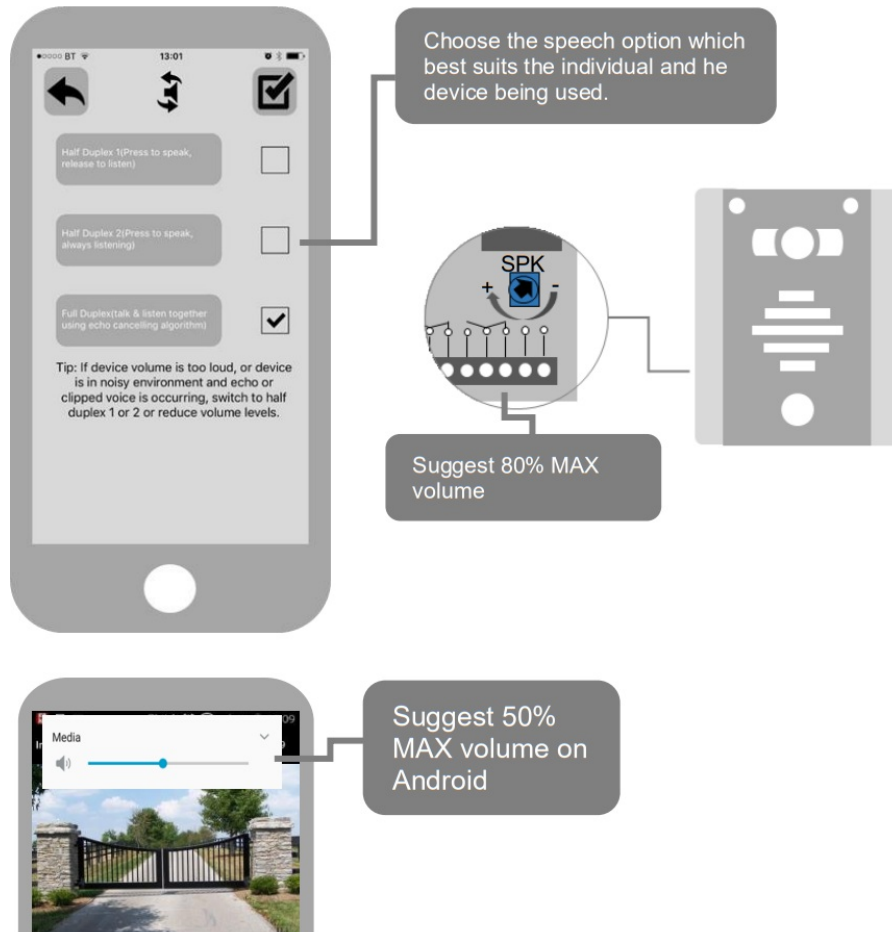 BT 13:01
Choose the speech option which
best suits the individual and he
device being used.
Half Duplex 1(Press to speak,
release to listen)
Half Duplex 2(Press to speak,
always listening)
Full Duplex(talk & listen together
using echo cancelling algorithm)
Tip: If device volume is too loud, or device
is in noisy environment and echo or
clipped voice is occurring, switch to half
duplex 1 or 2 or reduce volume levels.
SPK
+ -
Suggest 80% MAX
volume
Media
Suggest 50%
MAX volume on
Android